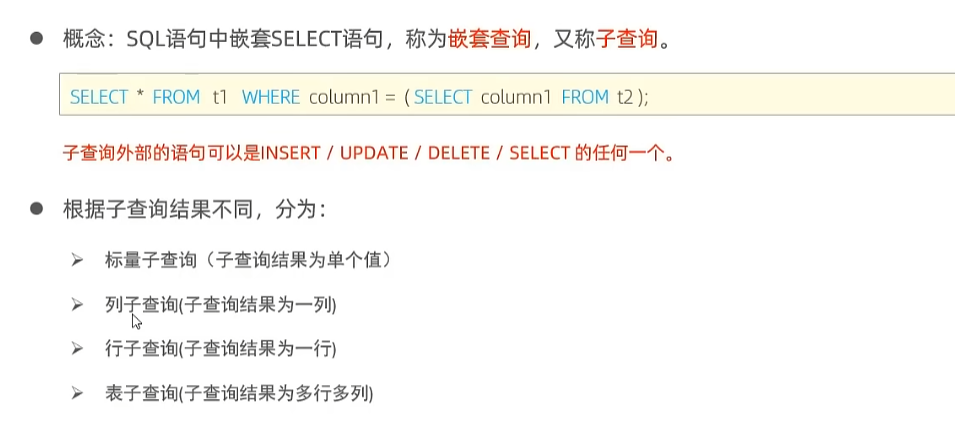 概念：SQL语句中嵌套SELECT语句，称为嵌套查询，又称子查询。
SELECT * FROM t1 WHERE column1 = ( SELECT column1 FROM t2 );
子查询外部的语句可以是INSERT / UPDATE / DELETE / SELECT 的任何一个。
根据子查询结果不同，分为：
标量子查询（子查询结果为单个值）
列子查询(子查询结果为一列)
行子查询(子查询结果为一行)
表子查询(子查询结果为多行多列)